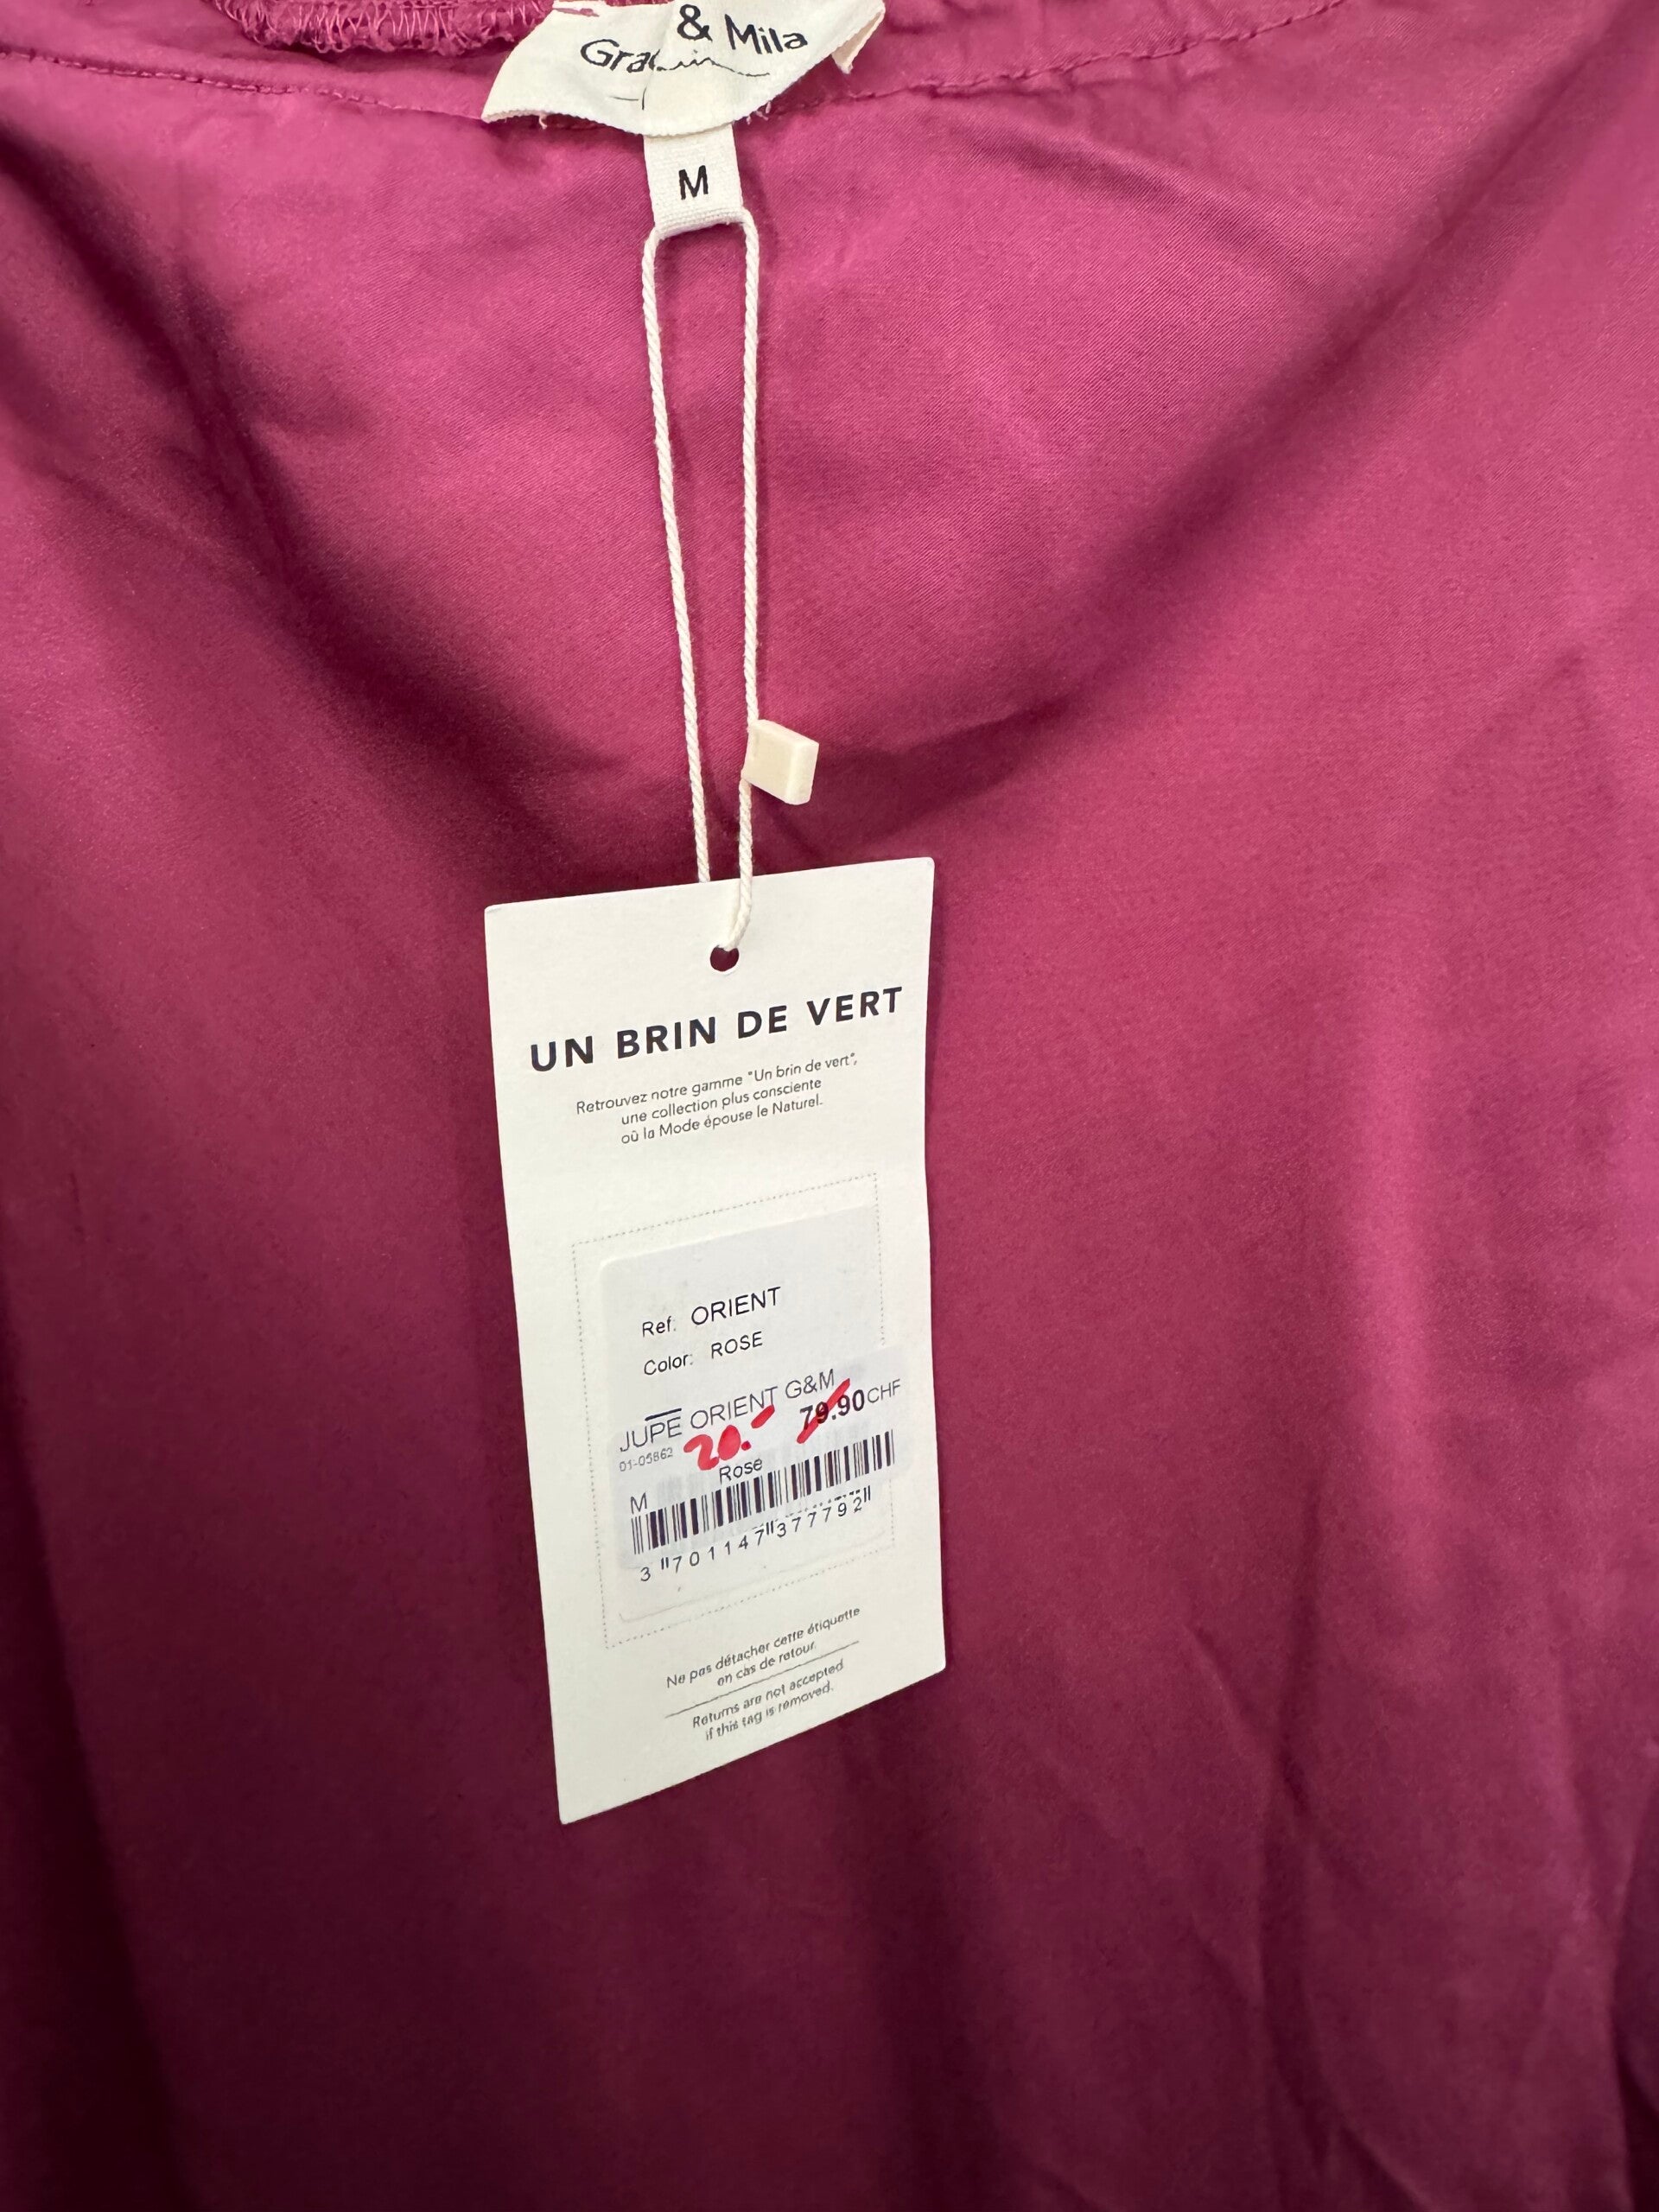 & Mila
M
UN BRIN DE VERT
Retrouvez notre gamme "Un brin de vert",
une collection plus consciente
où la Mode épouse le Naturel.
Ref: ORIENT
Color: ROSE
JUPE ORIENT G&M
01-05862 20.- 79.90 CHF
Rose
M
3 701147 377792
Ne pas détacher cette étiquette
en cas de retour.
Returns are not accepted
if this tag is removed.